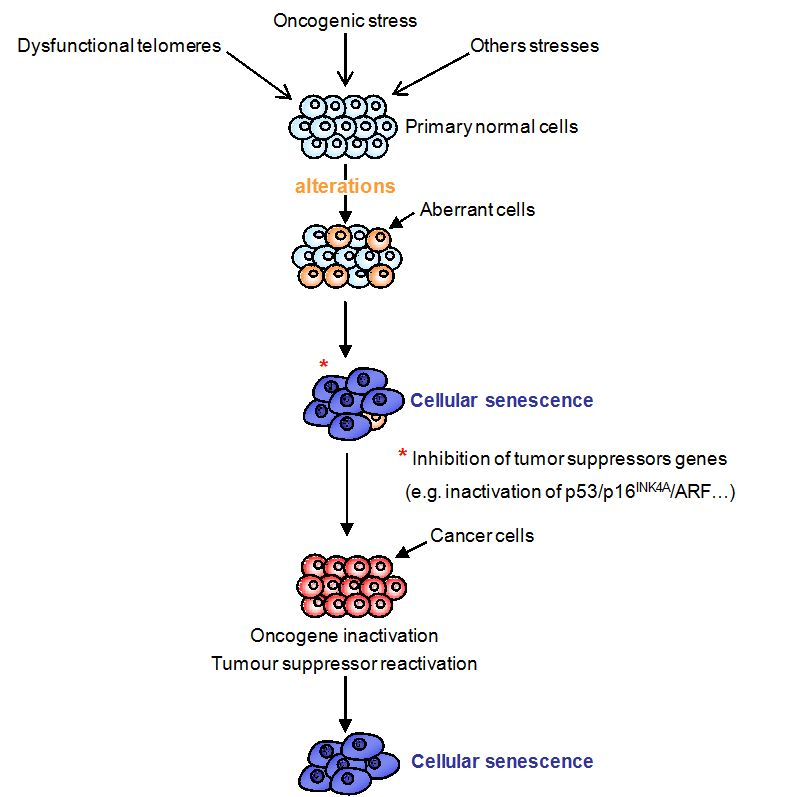 Oncogenic stress
Dysfunctional telomeres
Others stresses
Primary normal cells
alterations
Aberrant cells
*
Cellular senescence
* Inhibition of tumor suppressors genes
(e.g. inactivation of p53/p16INK4A/ARF…)
Cancer cells
Oncogene inactivation
Tumour suppressor reactivation
Cellular senescence